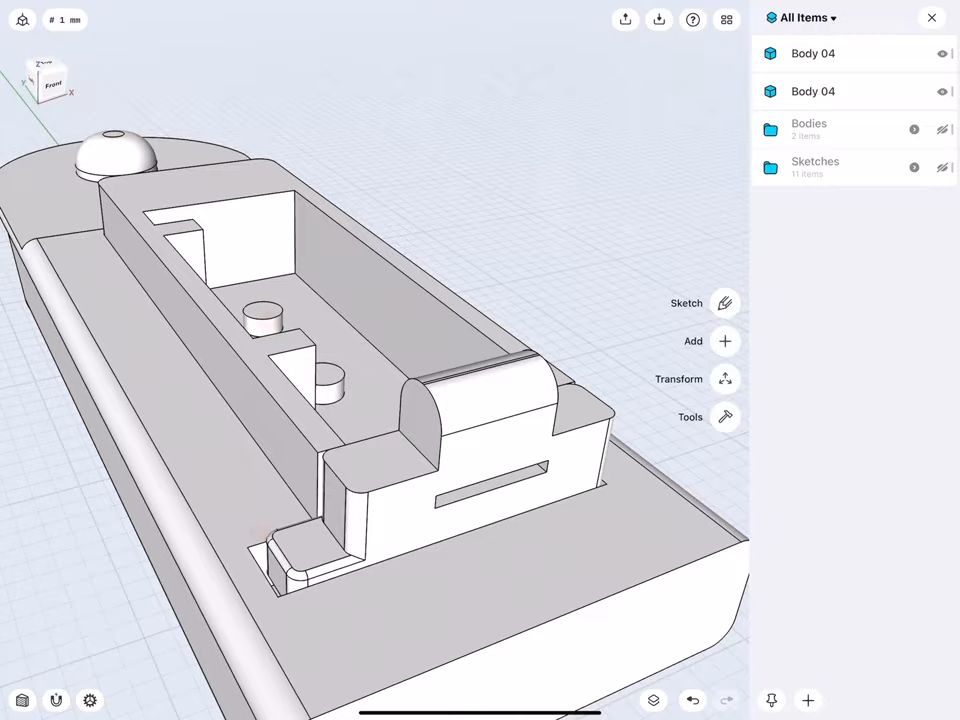 # 1 mm
All Items
Body 04
Body 04
Bodies
2 items
Sketches
11 items
Front
X
Y
Z
Sketch
Add
Transform
Tools